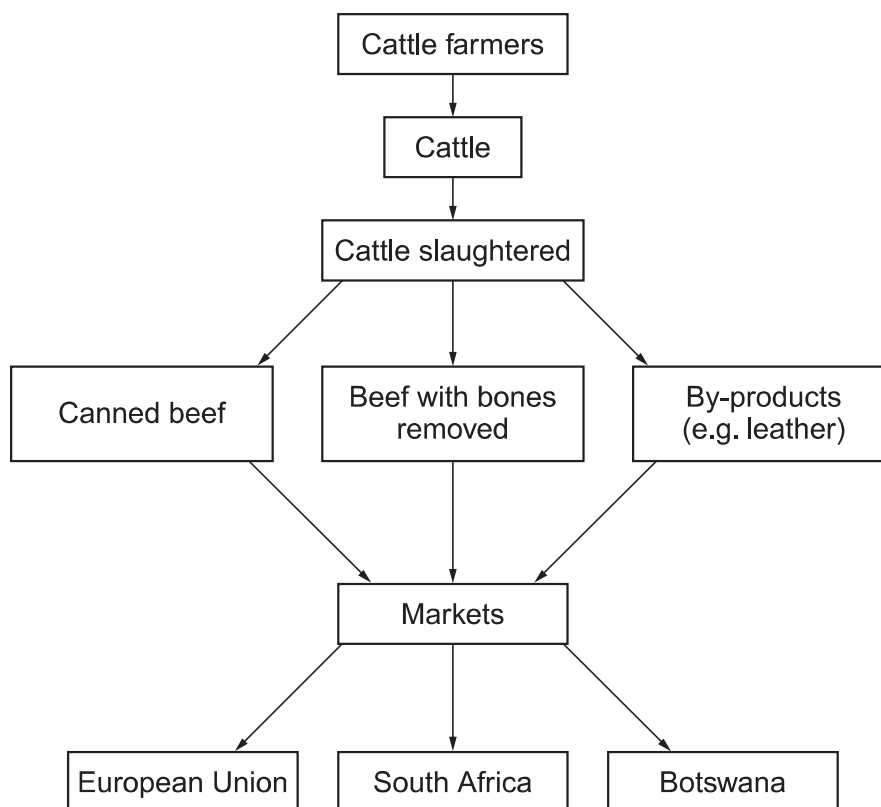 Cattle farmers
Cattle
Cattle slaughtered
Canned beef
Beef with bones
removed
By-products
(e.g. leather)
Markets
European Union
South Africa
Botswana